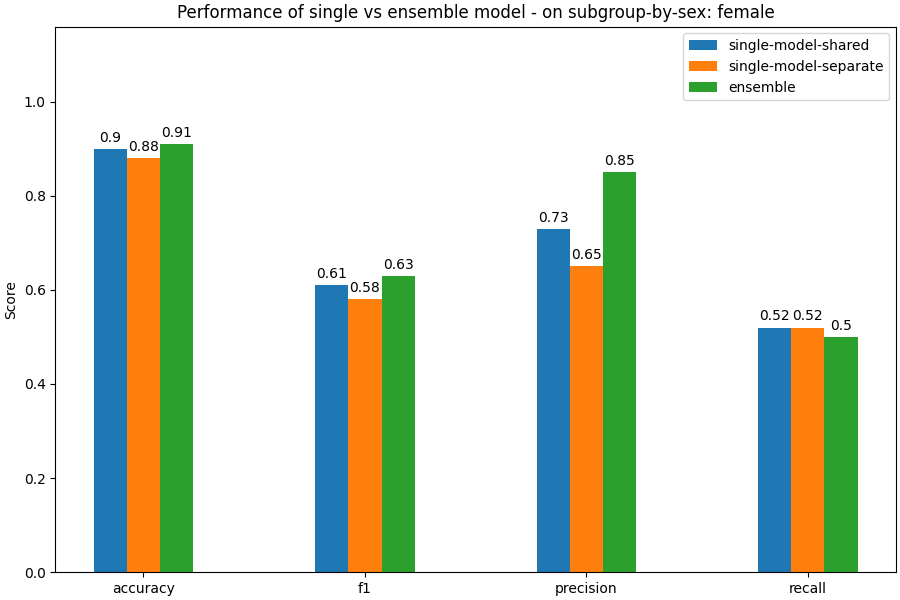 Performance of single vs ensemble model - on subgroup-by-sex: female
single-model-shared
single-model-separate
ensemble
Score
1.0
0.8
0.6
0.4
0.2
0.0
0.9
0.88
0.91
0.61
0.58
0.63
0.73
0.65
0.85
0.52
0.52
0.5
accuracy
f1
precision
recall